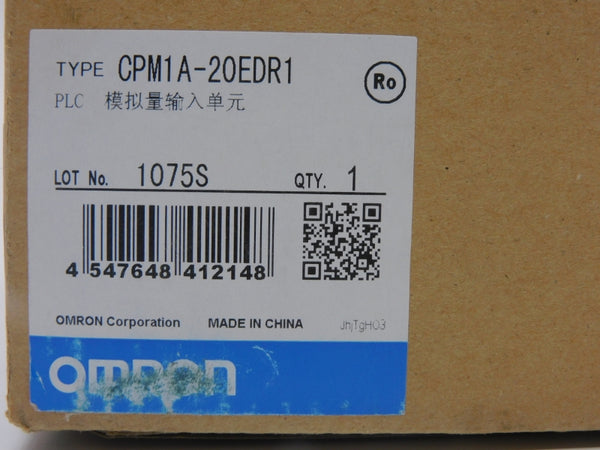 TYPE CPM1A-20EDR1
Ro
PLC 模拟量输入单元
LOT No. 1075S QTY. 1
4 547648 412148
OMRON Corporation MADE IN CHINA JhjTgHO3
OMRON